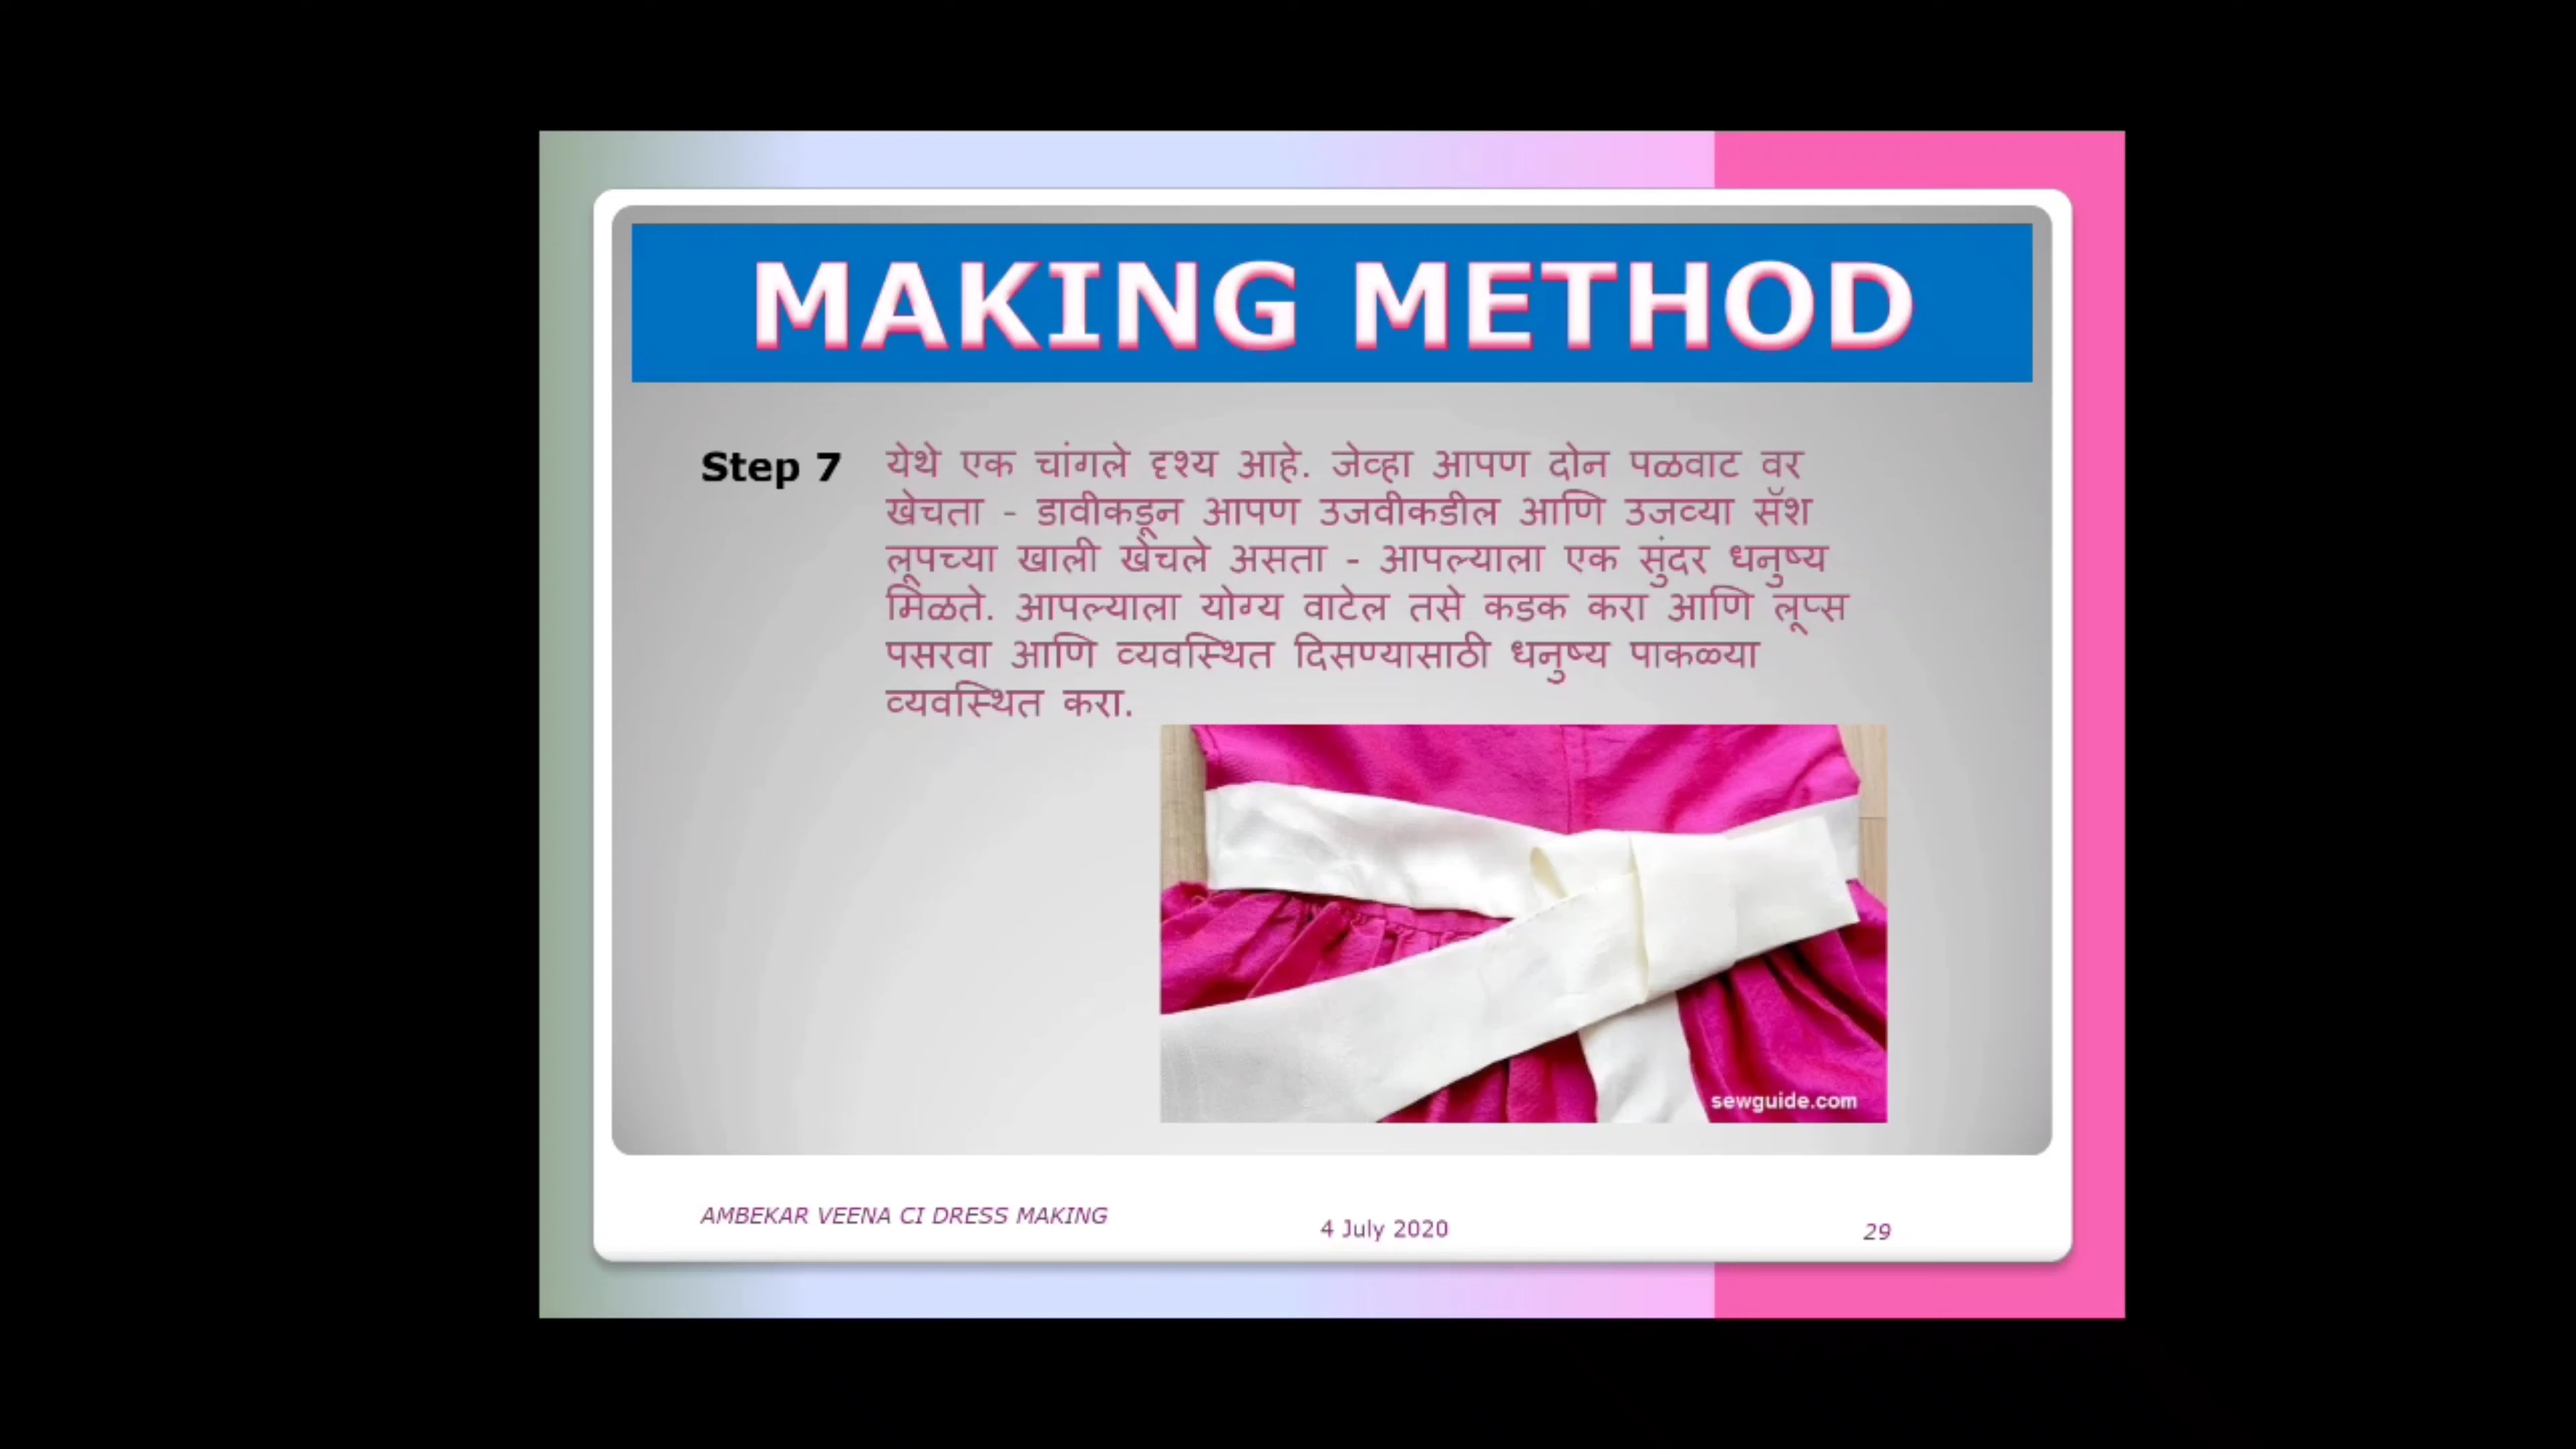 MAKING METHOD
Step 7 येथे एक चांगले दृश्य आहे. जेव्हा आपण दोन पळवाट वर
खेचता - डावीकडून आपण उजवीकडील आणि उजव्या सॅश
लूपच्या खाली खेचले असता - आपल्याला एक सुंदर धनुष्य
मिळते. आपल्याला योग्य वाटेल तसे कडक करा आणि लूप्स
पसरवा आणि व्यवस्थित दिसण्यासाठी धनुष्य पाकळ्या
व्यवस्थित करा.
sewguide.com
AMBEKAR VEENA CI DRESS MAKING
4 July 2020
29